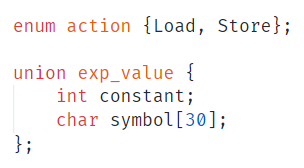 enum action {Load, Store};
union exp_value {
    int constant;
    char symbol[30];
};